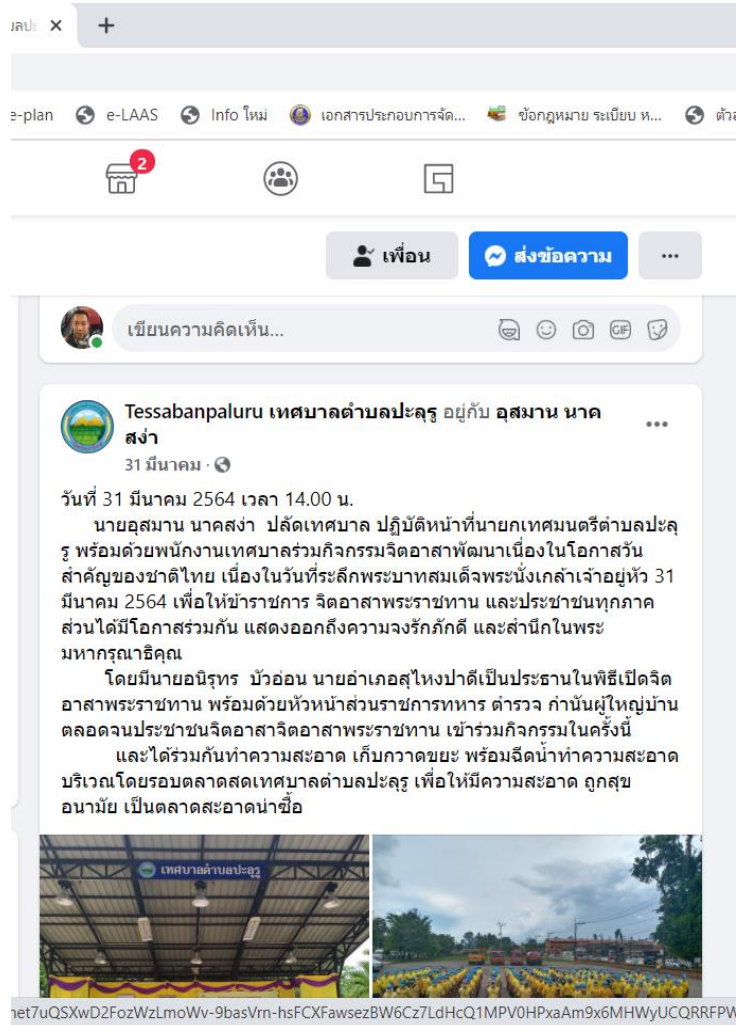 e-plan e-LAAS Info ใหม่ เอกสารประกอบการจัด... ข้อกฎหมาย ระเบียบ ห...
2
เพื่อน ส่งข้อความ ...
เขียนความคิดเห็น...
GIF
Tessabanpaluru เทศบาลตำบลปะลุรู อยู่กับ อุสมาน นาค
สง่า
31 มีนาคม ·
วันที่ 31 มีนาคม 2564 เวลา 14.00 น.
นายอุสมาน นาคสง่า ปลัดเทศบาล ปฏิบัติหน้าที่นายกเทศมนตรีตำบลปะลุ
รู พร้อมด้วยพนักงานเทศบาลร่วมกิจกรรมจิตอาสาพัฒนาเนื่องในโอกาสวัน
สำคัญของชาติไทย เนื่องในวันที่ระลึกพระบาทสมเด็จพระนั่งเกล้าเจ้าอยู่หัว 31
มีนาคม 2564 เพื่อให้ข้าราชการ จิตอาสาพระราชทาน และประชาชนทุกภาค
ส่วนได้มีโอกาสร่วมกัน แสดงออกถึงความจงรักภักดี และสำนึกในพระ
มหากรุณาธิคุณ
โดยมีนายอนิรุทร บัวอ่อน นายอำเภอสุไหงปาดีเป็นประธานในพิธีเปิดจิต
อาสาพระราชทาน พร้อมด้วยหัวหน้าส่วนราชการทหาร ตำรวจ กำนันผู้ใหญ่บ้าน
ตลอดจนประชาชนจิตอาสาจิตอาสาพระราชทาน เข้าร่วมกิจกรรมในครั้งนี้
และได้ร่วมกันทำความสะอาด เก็บกวาดขยะ พร้อมฉีดน้ำทำความสะอาด
บริเวณโดยรอบตลาดสดเทศบาลตำบลปะลุรู เพื่อให้มีความสะอาด ถูกสุข
อนามัย เป็นตลาดสะอาดน่าซื้อ
เทศบาลตำบลปะลุรู
net7uQSXwD2FozWzLmoWv-9basVrn-hsFCXFawsezBW6Cz7LdHcQ1MPV0HPxaAm9x6MHWyUCQRRFPW